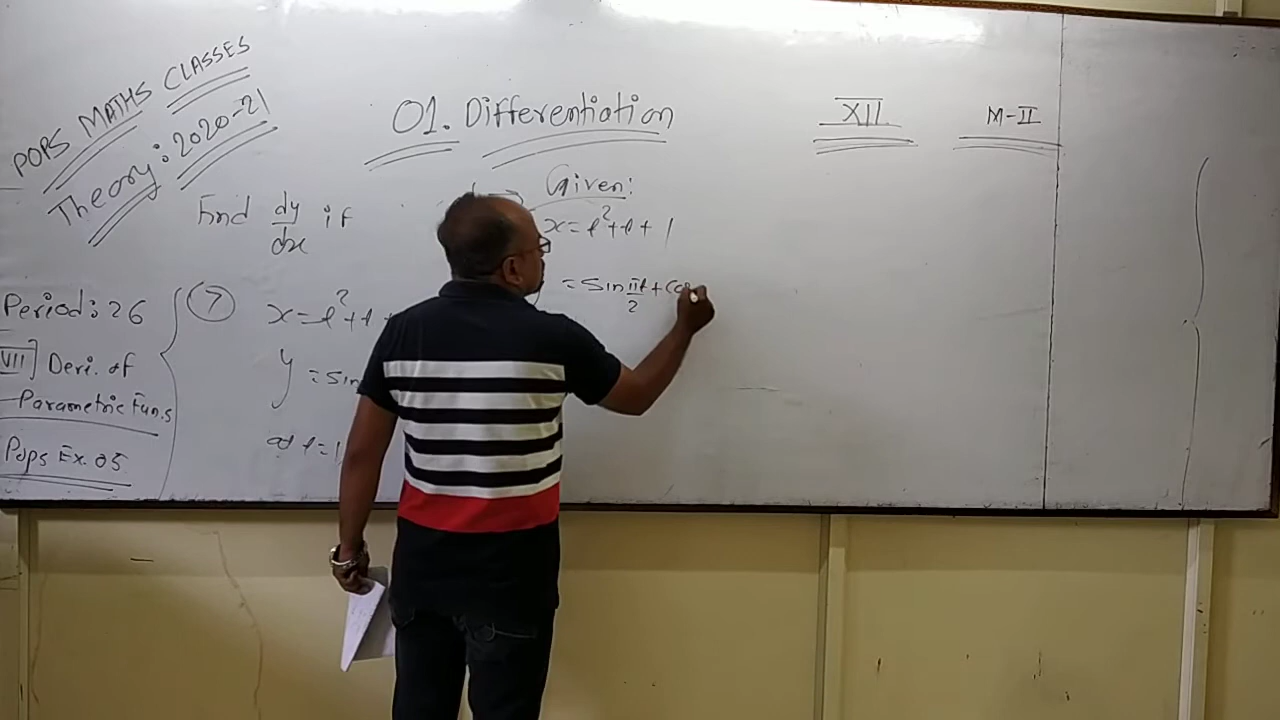 POPS MATHS CLASSES
Theory: 2020-21
01. Differentiation
XII
M-II
Find dy/dx if
Period: 26
VII] Deri. of
Parametric Fun.s
Pops Ex. 05
7
x = t² + t +
y = sin
at t = 1
Given:
x = t² + t + 1
= sin πt/2 + cos